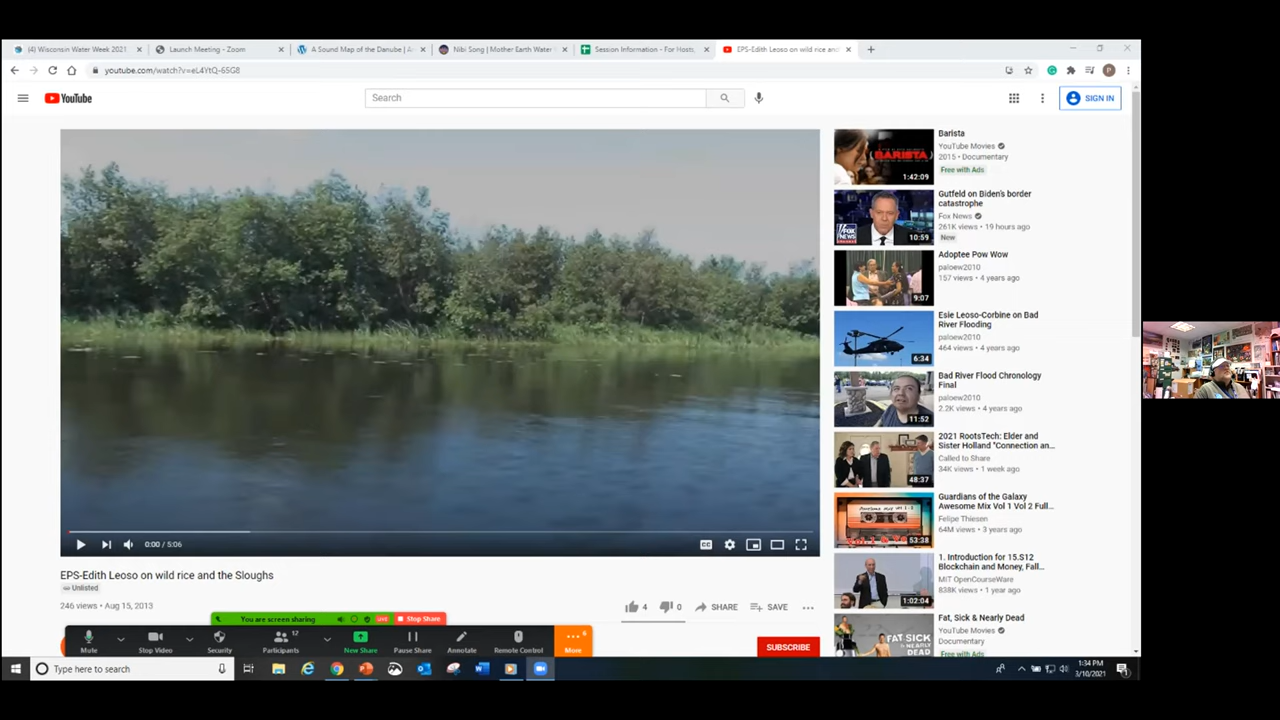 (4) Wisconsin Water Week 2021
Launch Meeting - Zoom
A Sound Map of the Danube | A
Nibi Song | Mother Earth Water
Session Information - For Hosts,
EPS-Edith Leoso on wild rice and
youtube.com/watch?v=eL4YtQ-65G8
P
YouTube
Search
SIGN IN
BARISTA
1:42:09
Barista
YouTube Movies
2015 • Documentary
Free with Ads
FOX NEWS
10:59
Gutfeld on Biden's border
catastrophe
Fox News
261K views • 19 hours ago
New
9:07
Adoptee Pow Wow
paloew2010
157 views • 4 years ago
6:34
Esie Leoso-Corbine on Bad
River Flooding
paloew2010
464 views • 4 years ago
11:52
Bad River Flood Chronology
Final
paloew2010
2.2K views • 4 years ago
48:37
2021 RootsTech: Elder and
Sister Holland "Connection an...
Called to Share
34K views • 1 week ago
53:38
Guardians of the Galaxy
Awesome Mix Vol 1 Vol 2 Full...
Felipe Thiesen
64M views • 3 years ago
1:02:04
1. Introduction for 15.S12
Blockchain and Money, Fall...
MIT OpenCourseWare
838K views • 1 year ago
FAT SICK
Fat, Sick & Nearly Dead
YouTube Movies
Documentary
Free with Ads
0:00 / 5:06
CC
EPS-Edith Leoso on wild rice and the Sloughs
Unlisted
246 views • Aug 15, 2013
4
0
SHARE
SAVE
You are screen sharing
LIVE
Stop Share
Mute
Stop Video
Security
17
Participants
New Share
Pause Share
Annotate
Remote Control
More
SUBSCRIBE
Type here to search
1:34 PM
3/10/2021